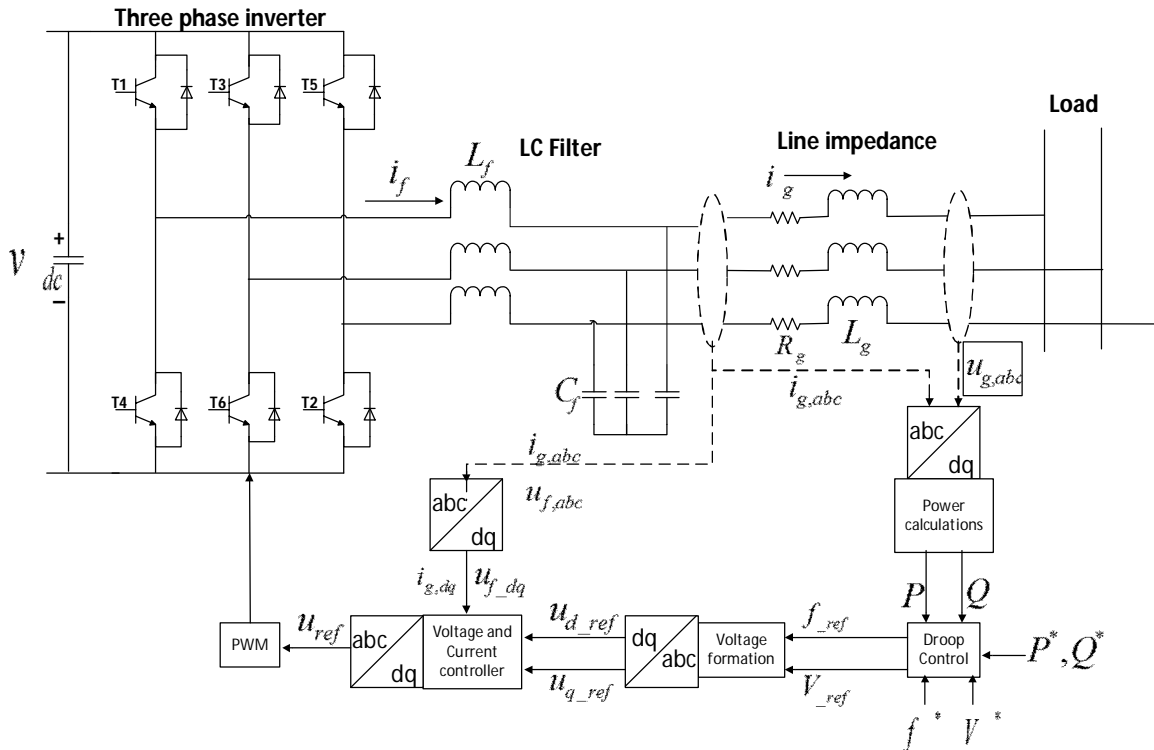 Three phase inverter
T1
T3
T5
Load
LC Filter
Line impedance
L_f
i_f
i_g
+
V_dc
−
R_g
L_g
u_g,abc
i_g,abc
C_f
T4
T6
T2
abc
dq
i_g,abc
u_f,abc
abc
dq
Power
calculations
i_g,dq
u_f_dq
P
Q
u_ref
u_d_ref
f_ref
PWM
abc
dq
Voltage and
Current
controller
dq
abc
Voltage
formation
Droop
Control
P*,Q*
u_q_ref
V_ref
f *
V *